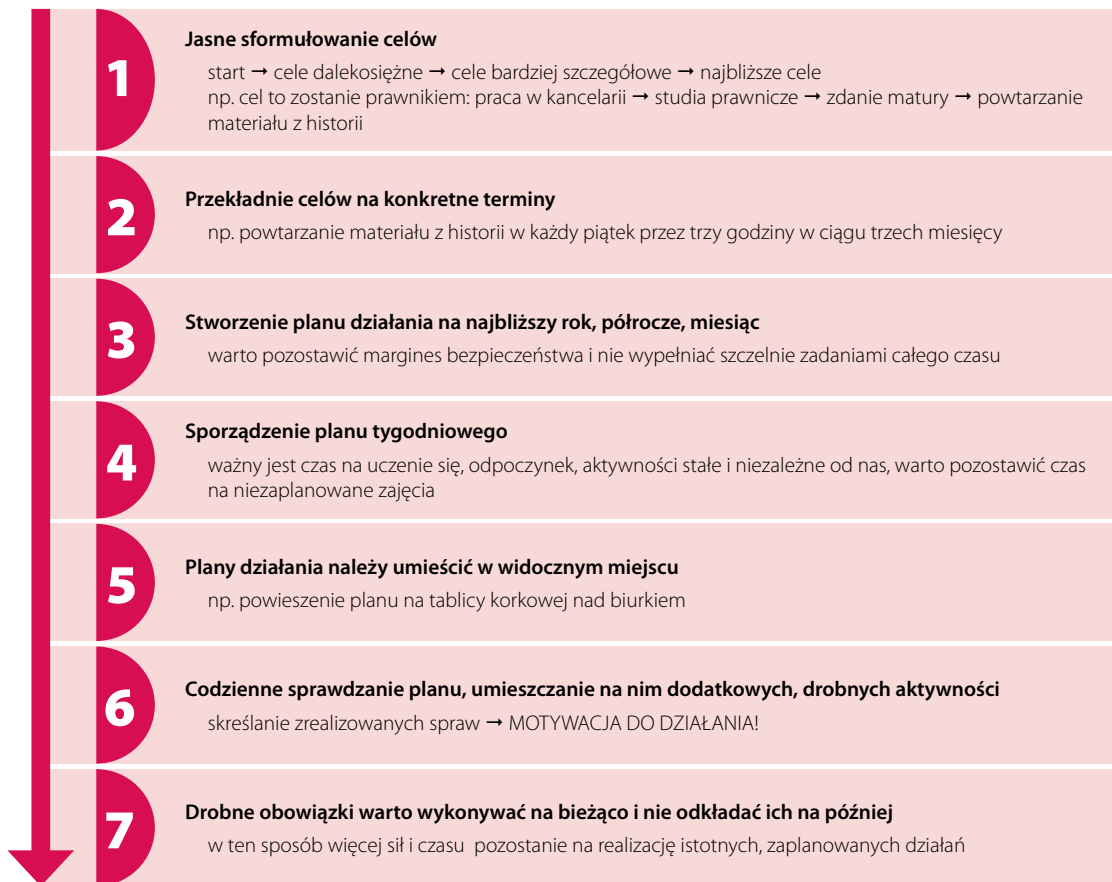 1
Jasne sformułowanie celów
start → cele dalekosiężne → cele bardziej szczegółowe → najbliższe cele
np. cel to zostanie prawnikiem: praca w kancelarii → studia prawnicze → zdanie matury → powtarzanie
materiału z historii
2
Przekładnie celów na konkretne terminy
np. powtarzanie materiału z historii w każdy piątek przez trzy godziny w ciągu trzech miesięcy
3
Stworzenie planu działania na najbliższy rok, półrocze, miesiąc
warto pozostawić margines bezpieczeństwa i nie wypełniać szczelnie zadaniami całego czasu
4
Sporządzenie planu tygodniowego
ważny jest czas na uczenie się, odpoczynek, aktywności stałe i niezależne od nas, warto pozostawić czas
na niezaplanowane zajęcia
5
Plany działania należy umieścić w widocznym miejscu
np. powieszenie planu na tablicy korkowej nad biurkiem
6
Codzienne sprawdzanie planu, umieszczanie na nim dodatkowych, drobnych aktywności
skreślanie zrealizowanych spraw → MOTYWACJA DO DZIAŁANIA!
7
Drobne obowiązki warto wykonywać na bieżąco i nie odkładać ich na później
w ten sposób więcej sił i czasu pozostanie na realizację istotnych, zaplanowanych działań